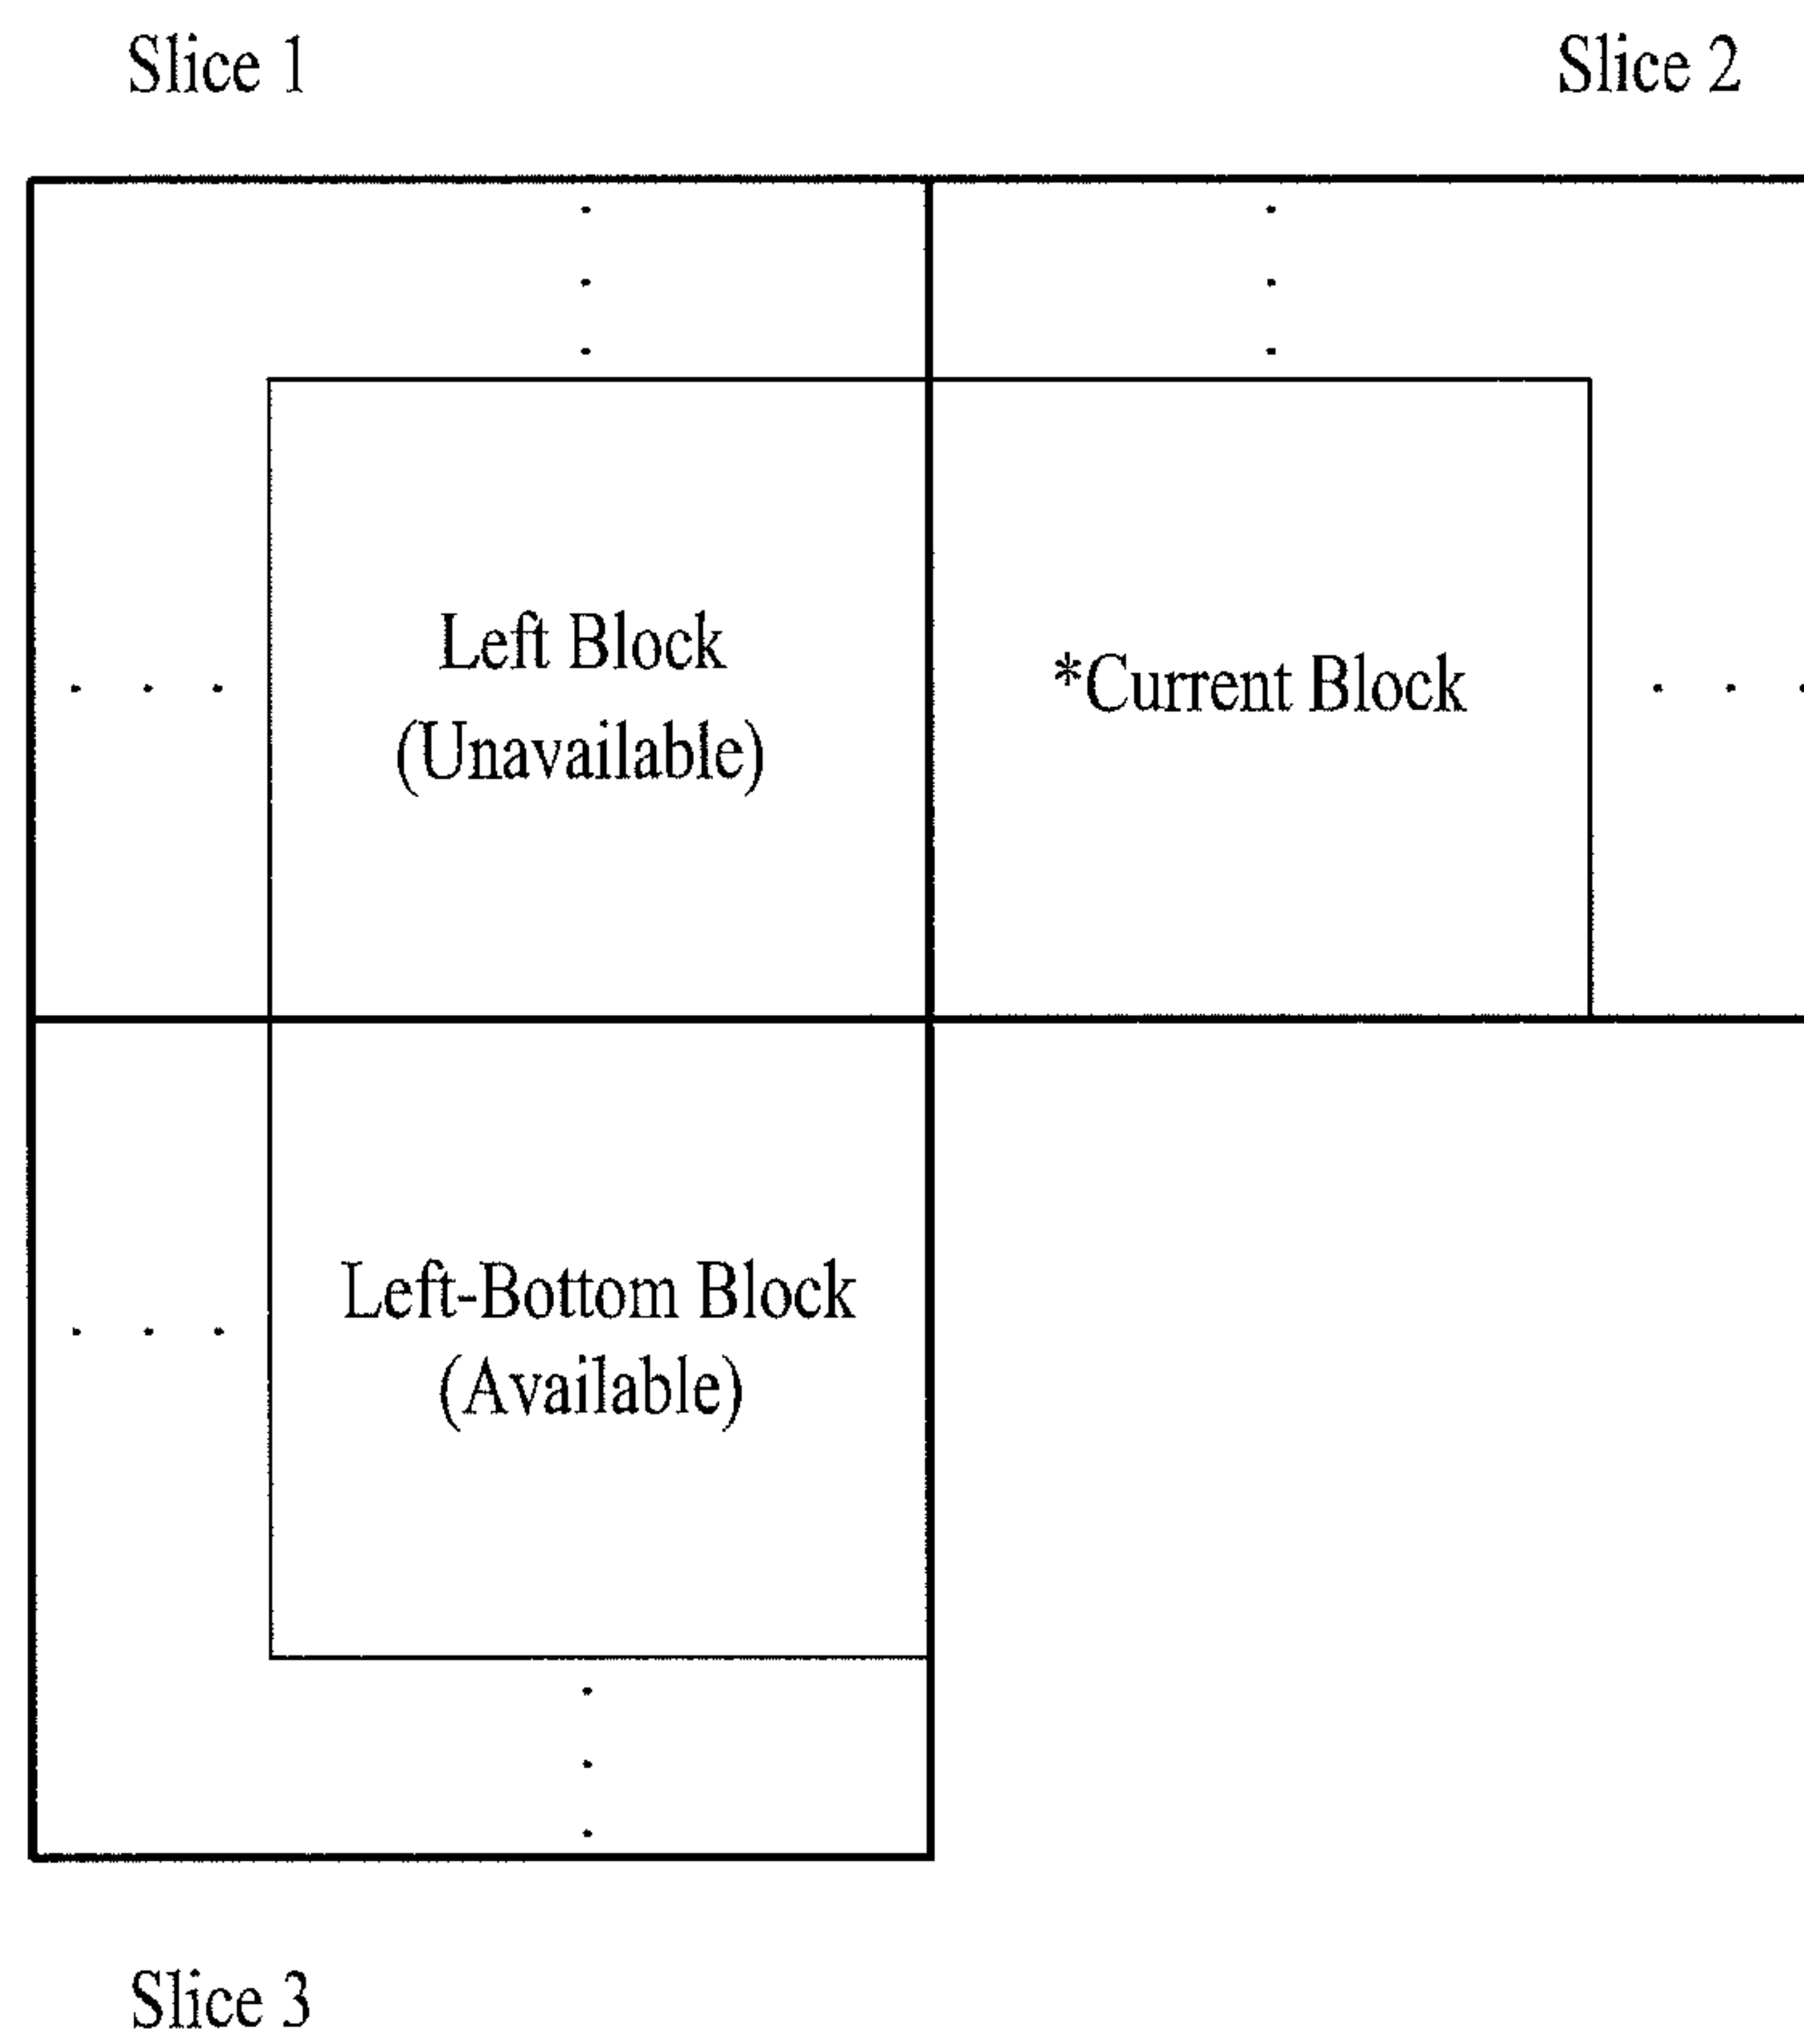 Slice 1
Slice 2
Left Block
(Unavailable)
*Current Block
Left-Bottom Block
(Available)
Slice 3